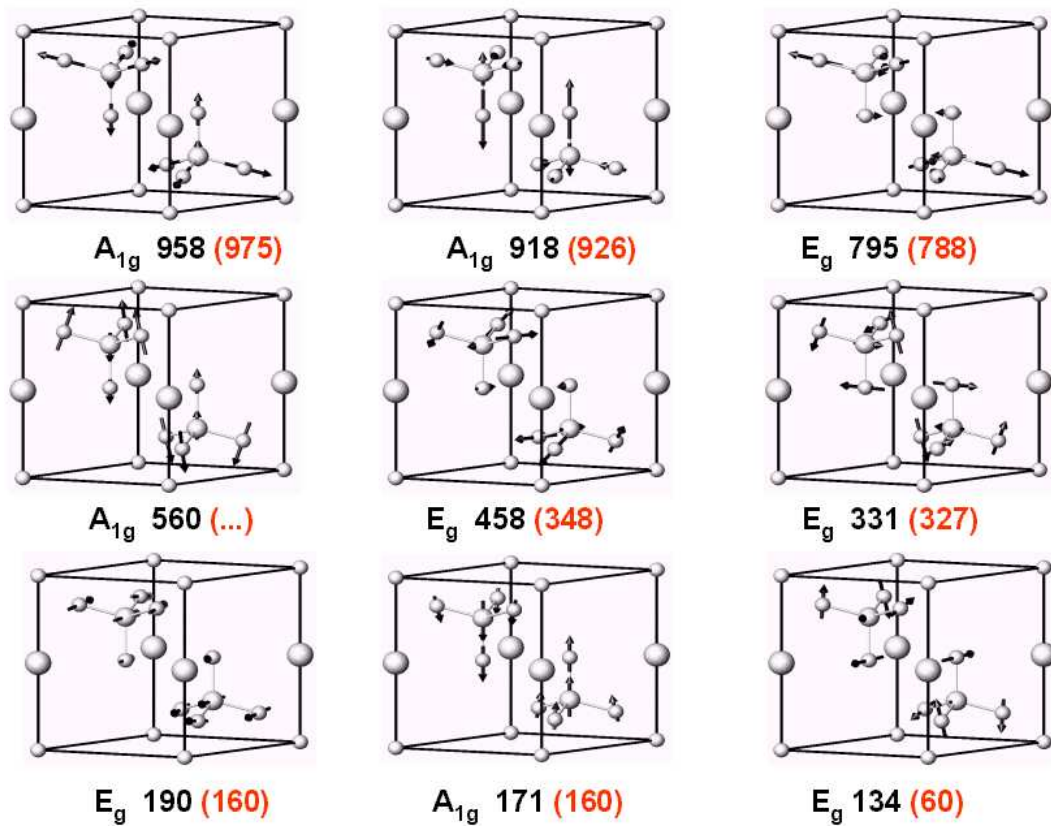 A1g 958 (975)
A1g 918 (926)
Eg 795 (788)
A1g 560 (...)
Eg 458 (348)
Eg 331 (327)
Eg 190 (160)
A1g 171 (160)
Eg 134 (60)